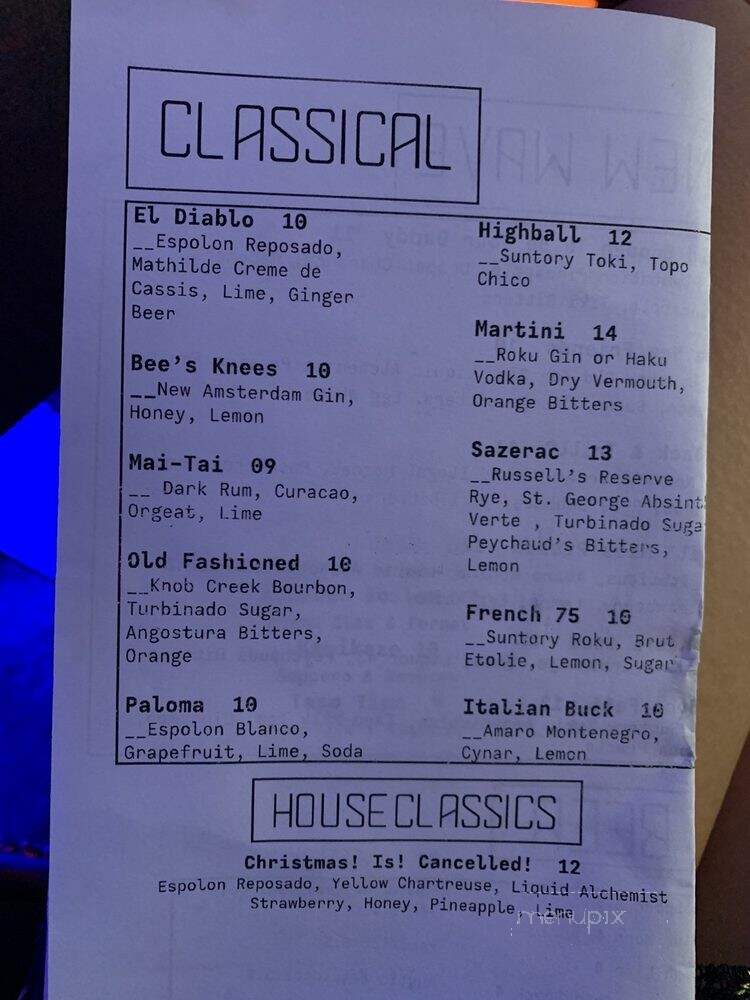 CLASSICAL
El Diablo 10
__Espolon Reposado,
Mathilde Creme de
Cassis, Lime, Ginger
Beer
Bee's Knees 10
__New Amsterdam Gin,
Honey, Lemon
Mai-Tai 09
__ Dark Rum, Curacao,
Orgeat, Lime
Old Fashioned 10
__Knob Creek Bourbon,
Turbinado Sugar,
Angostura Bitters,
Orange
Paloma 10
__Espolon Blanco,
Grapefruit, Lime, Soda
Highball 12
__Suntory Toki, Topo
Chico
Martini 14
__Roku Gin or Haku
Vodka, Dry Vermouth,
Orange Bitters
Sazerac 13
__Russell's Reserve
Rye, St. George Absint
Verte , Turbinado Suga
Peychaud's Bitters,
Lemon
French 75 10
__Suntory Roku, Brut
Etolie, Lemon, Sugar
Italian Buck 10
__Amaro Montenegro,
Cynar, Lemon
HOUSE CLASSICS
Christmas! Is! Cancelled! 12
Espolon Reposado, Yellow Chartreuse, Liquid Alchemist
Strawberry, Honey, Pineapple, Lime
menupix